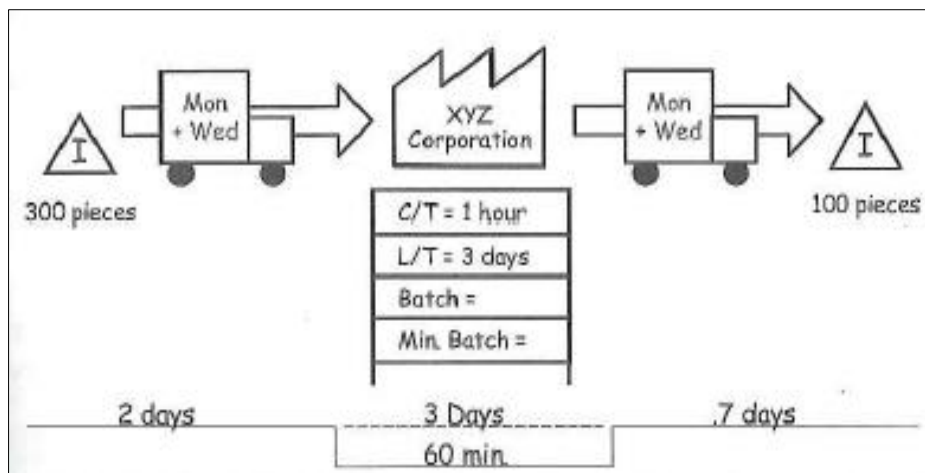 Mon
+ Wed
XYZ
Corporation
Mon
+ Wed
I
I
300 pieces
100 pieces
C/T = 1 hour
L/T = 3 days
Batch =
Min. Batch =
2 days
3 Days
.7 days
60 min.